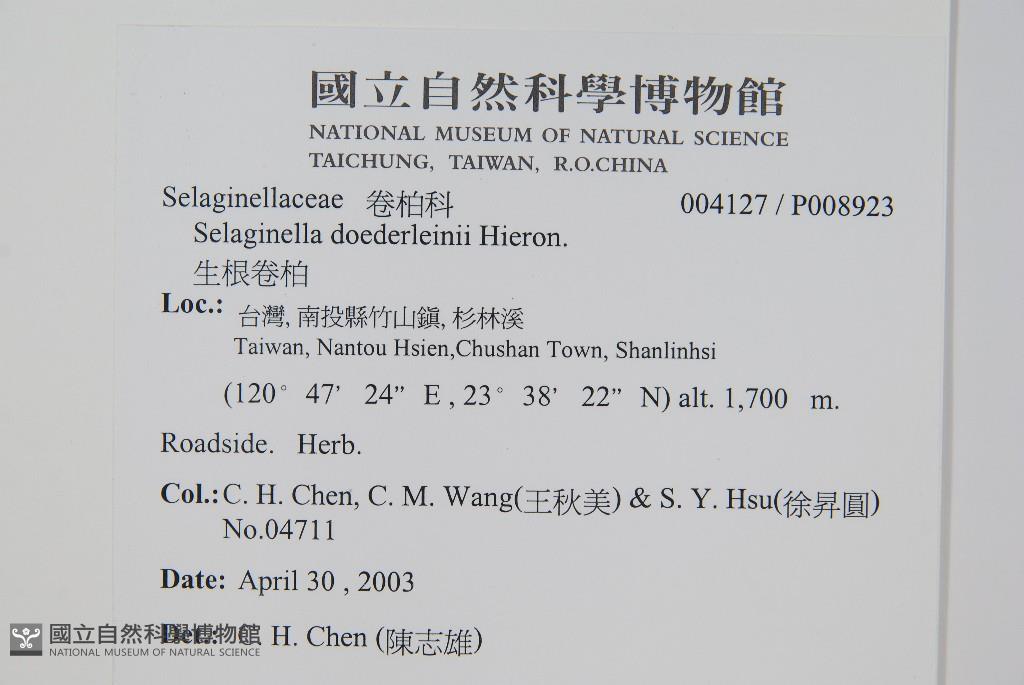 國立自然科學博物館
NATIONAL MUSEUM OF NATURAL SCIENCE
TAICHUNG, TAIWAN, R.O.CHINA
Selaginellaceae 卷柏科 004127 / P008923
Selaginella doederleinii Hieron.
生根卷柏
Loc.: 台灣, 南投縣竹山鎮, 杉林溪
Taiwan, Nantou Hsien,Chushan Town, Shanlinhsi
(120° 47’ 24” E , 23° 38’ 22” N) alt. 1,700 m.
Roadside. Herb.
Col.: C. H. Chen, C. M. Wang(王秋美) & S. Y. Hsu(徐昇圓)
No.04711
Date: April 30 , 2003
Det.: C. H. Chen (陳志雄)
國立自然科學博物館
NATIONAL MUSEUM OF NATURAL SCIENCE